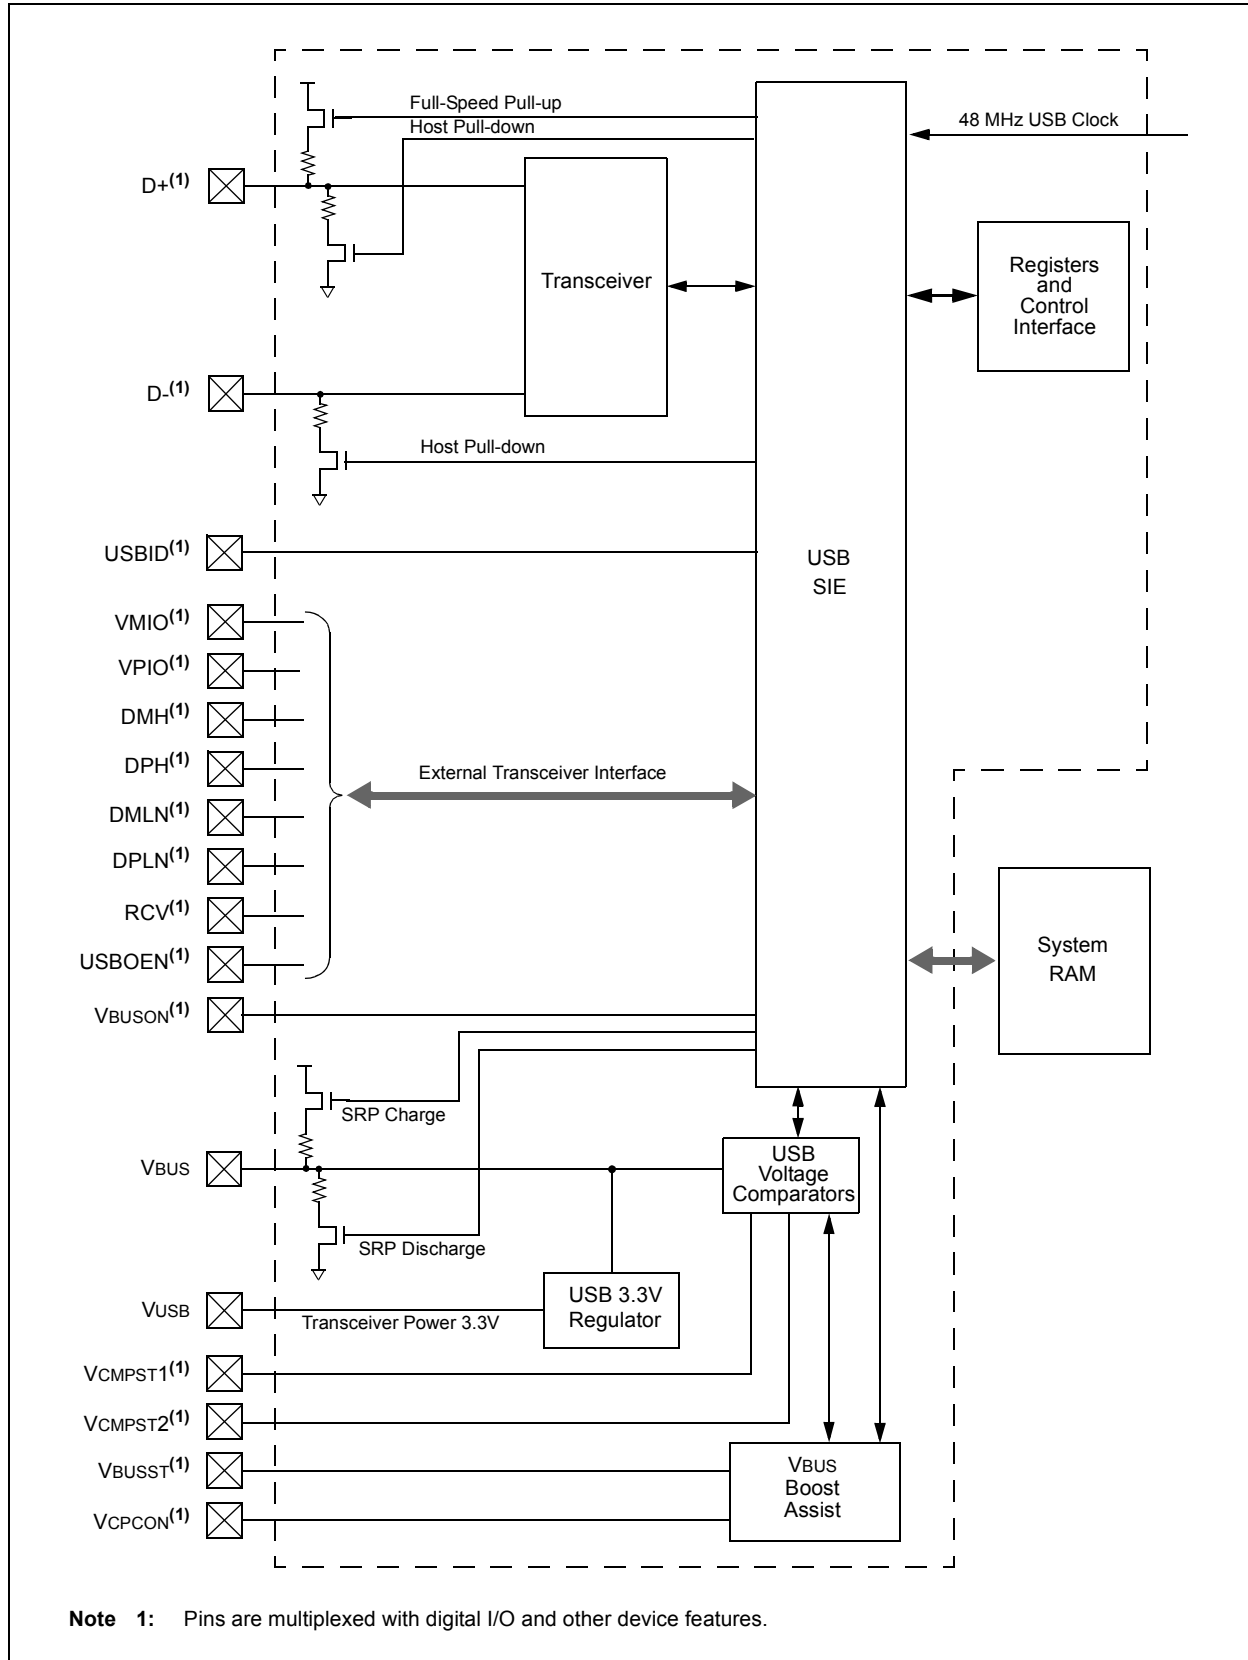 Full-Speed Pull-up
Host Pull-down
48 MHz USB Clock
D+(1)
Transceiver
Registers
and
Control
Interface
D-(1)
Host Pull-down
USBID(1)
USB
SIE
VMIO(1)
VPIO(1)
DMH(1)
DPH(1)
External Transceiver Interface
DMLN(1)
DPLN(1)
RCV(1)
USBOEN(1)
System
RAM
VBUSON(1)
SRP Charge
VBUS
USB
Voltage
Comparators
SRP Discharge
VUSB
Transceiver Power 3.3V
USB 3.3V
Regulator
VCMPST1(1)
VCMPST2(1)
VBUSST(1)
VBUS
Boost
Assist
VCPCON(1)
Note 1: Pins are multiplexed with digital I/O and other device features.